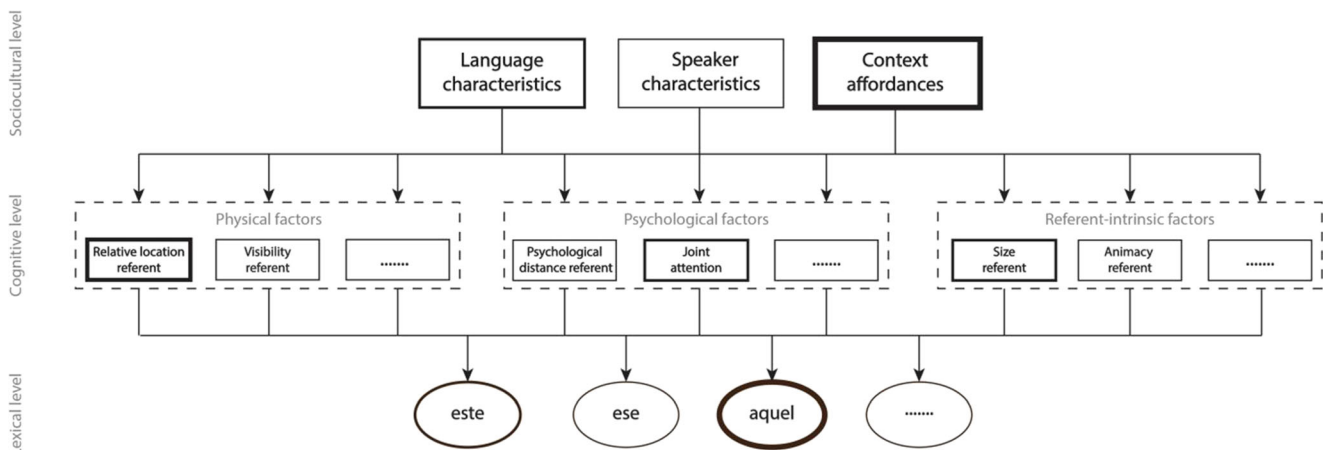 Sociocultural level
Language
characteristics
Speaker
characteristics
Context
affordances
Cognitive level
Physical factors
Relative location
referent
Visibility
referent
.......
Psychological factors
Psychological
distance referent
Joint
attention
.......
Referent-intrinsic factors
Size
referent
Animacy
referent
.......
exical level
este
ese
aquel
.......